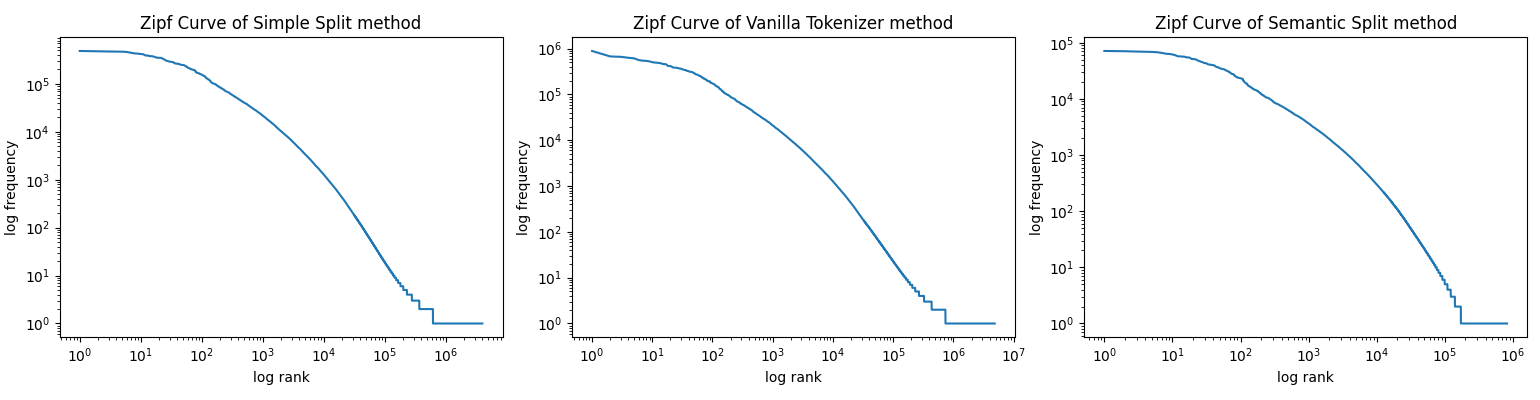 Zipf Curve of Simple Split method
log frequency
10^5
10^4
10^3
10^2
10^1
10^0
10^0 10^1 10^2 10^3 10^4 10^5 10^6
log rank
Zipf Curve of Vanilla Tokenizer method
log frequency
10^6
10^5
10^4
10^3
10^2
10^1
10^0
10^0 10^1 10^2 10^3 10^4 10^5 10^6 10^7
log rank
Zipf Curve of Semantic Split method
log frequency
10^5
10^4
10^3
10^2
10^1
10^0
10^0 10^1 10^2 10^3 10^4 10^5 10^6
log rank